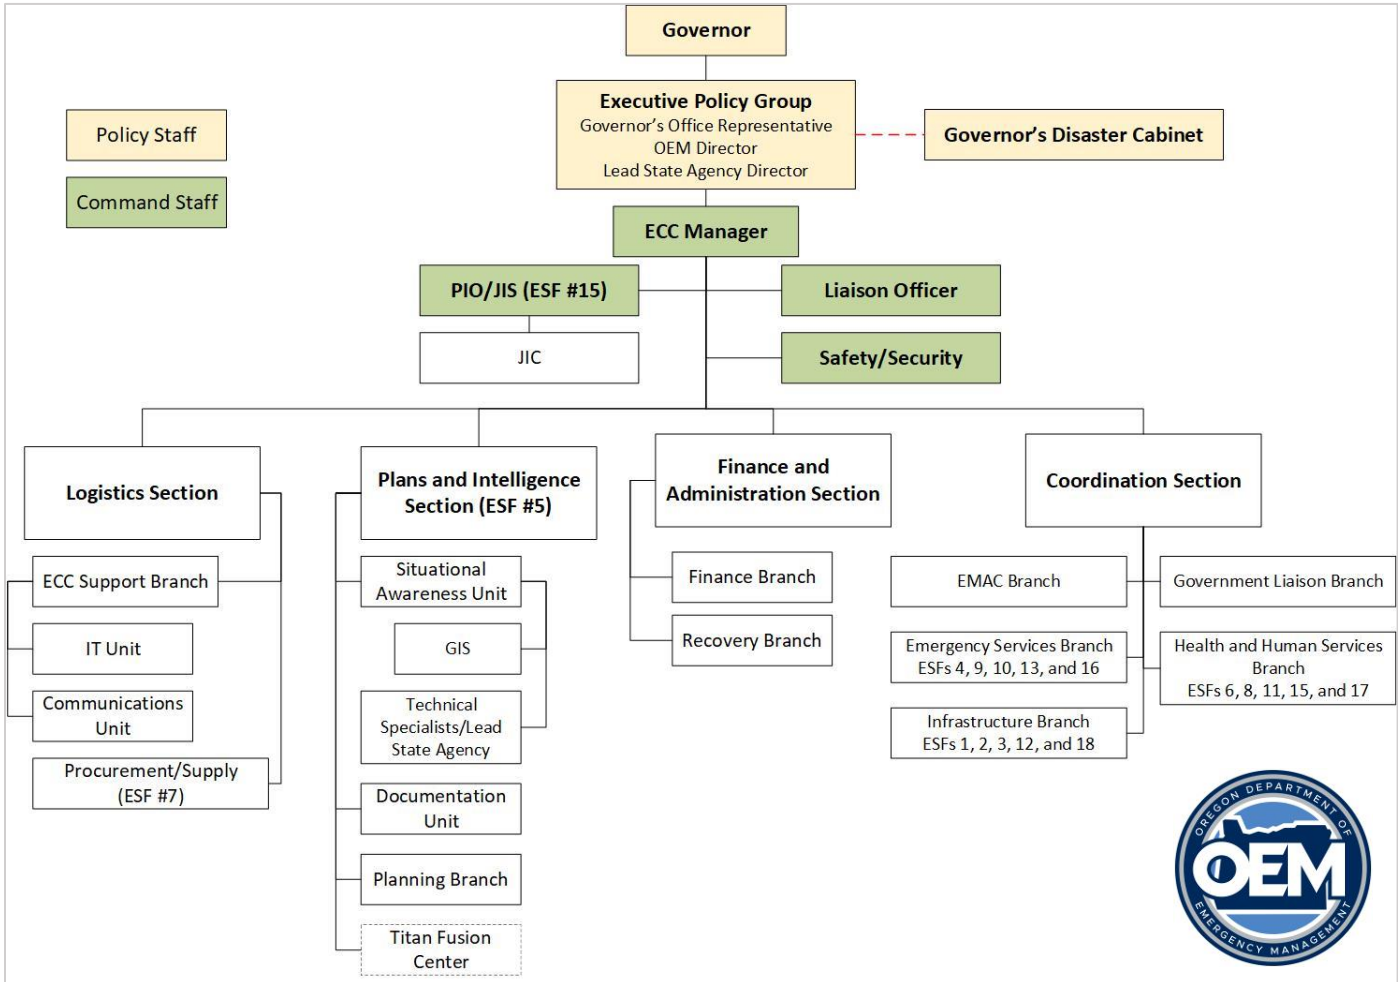 Governor
Executive Policy Group
Governor's Office Representative
OEM Director
Lead State Agency Director
Governor's Disaster Cabinet
Policy Staff
Command Staff
ECC Manager
PIO/JIS (ESF #15)
Liaison Officer
JIC
Safety/Security
Logistics Section
ECC Support Branch
IT Unit
Communications
Unit
Procurement/Supply
(ESF #7)
Plans and Intelligence
Section (ESF #5)
Situational
Awareness Unit
GIS
Technical
Specialists/Lead
State Agency
Documentation
Unit
Planning Branch
Titan Fusion
Center
Finance and
Administration Section
Finance Branch
Recovery Branch
Coordination Section
EMAC Branch
Government Liaison Branch
Emergency Services Branch
ESFs 4, 9, 10, 13, and 16
Health and Human Services
Branch
ESFs 6, 8, 11, 15, and 17
Infrastructure Branch
ESFs 1, 2, 3, 12, and 18
OREGON DEPARTMENT OF
OEM
EMERGENCY MANAGEMENT